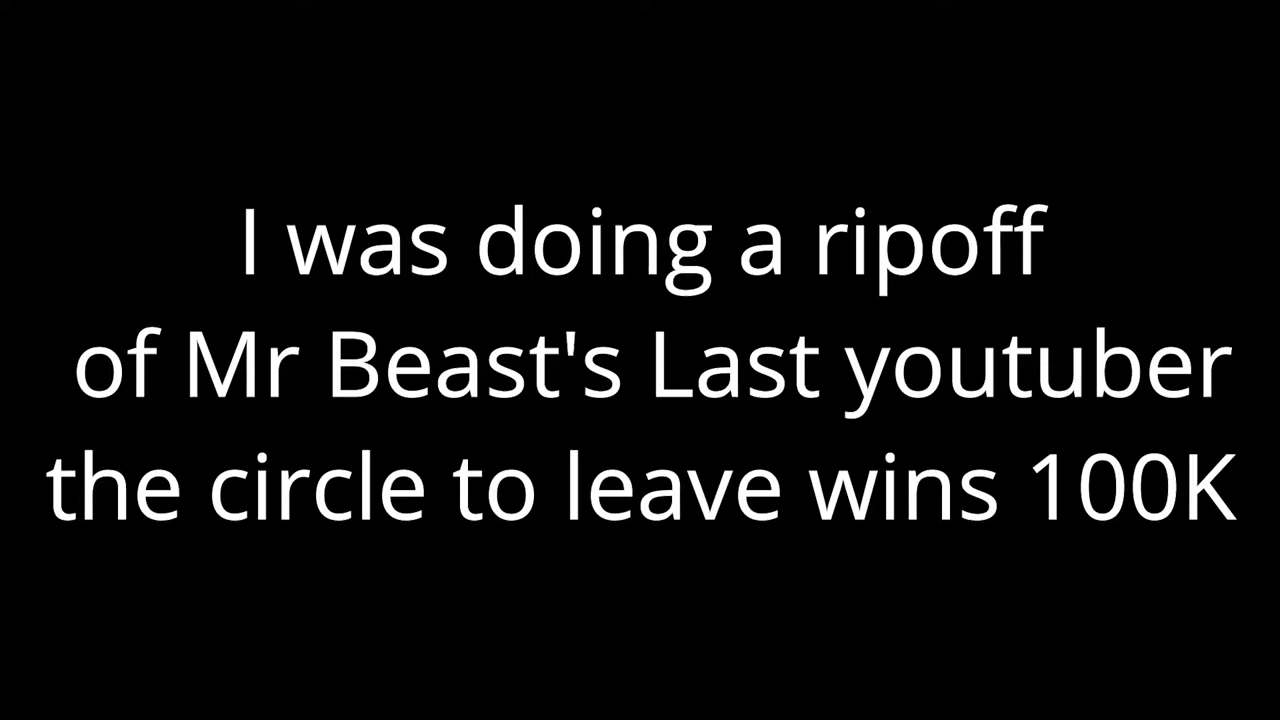 I was doing a ripoff
of Mr Beast's Last youtuber
the circle to leave wins 100K